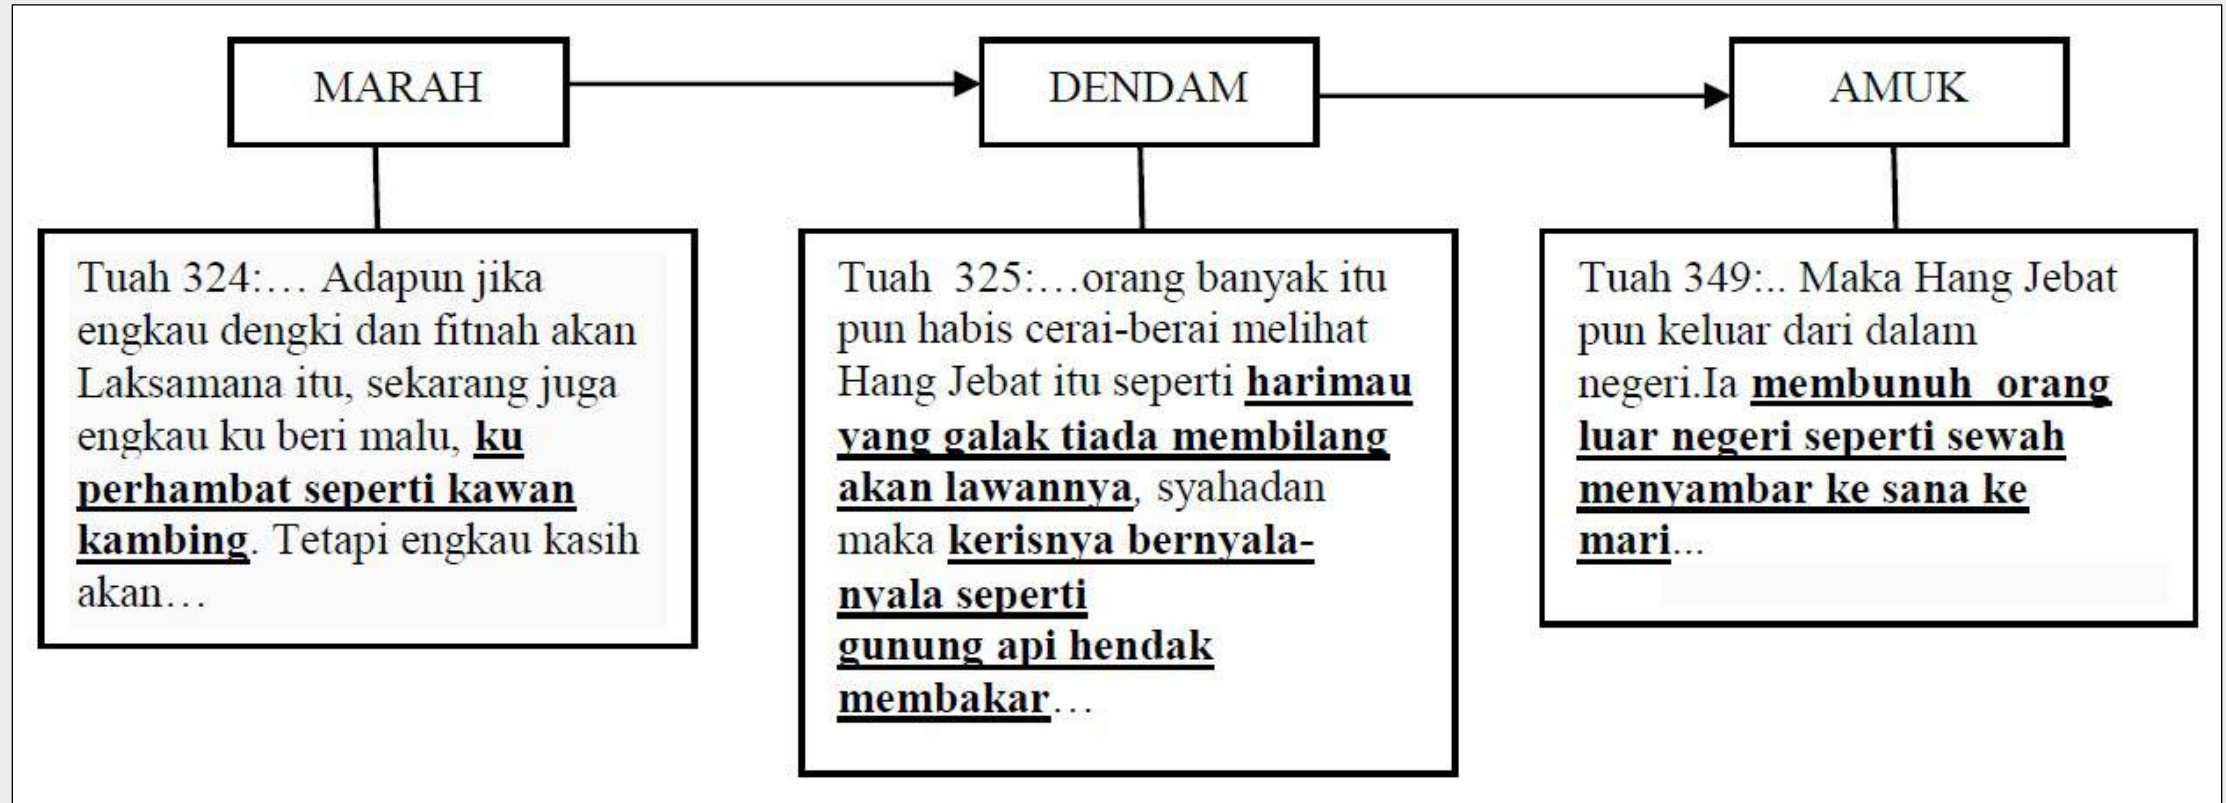 MARAH
DENDAM
AMUK
Tuah 324:… Adapun jika
engkau dengki dan fitnah akan
Laksamana itu, sekarang juga
engkau ku beri malu, ku
perhambat seperti kawan
kambing. Tetapi engkau kasih
akan…
Tuah 325:…orang banyak itu
pun habis cerai-berai melihat
Hang Jebat itu seperti harimau
yang galak tiada membilang
akan lawannya, syahadan
maka kerisnya bernyala-
nyala seperti
gunung api hendak
membakar…
Tuah 349:.. Maka Hang Jebat
pun keluar dari dalam
negeri.Ia membunuh orang
luar negeri seperti sewah
menyambar ke sana ke
mari...